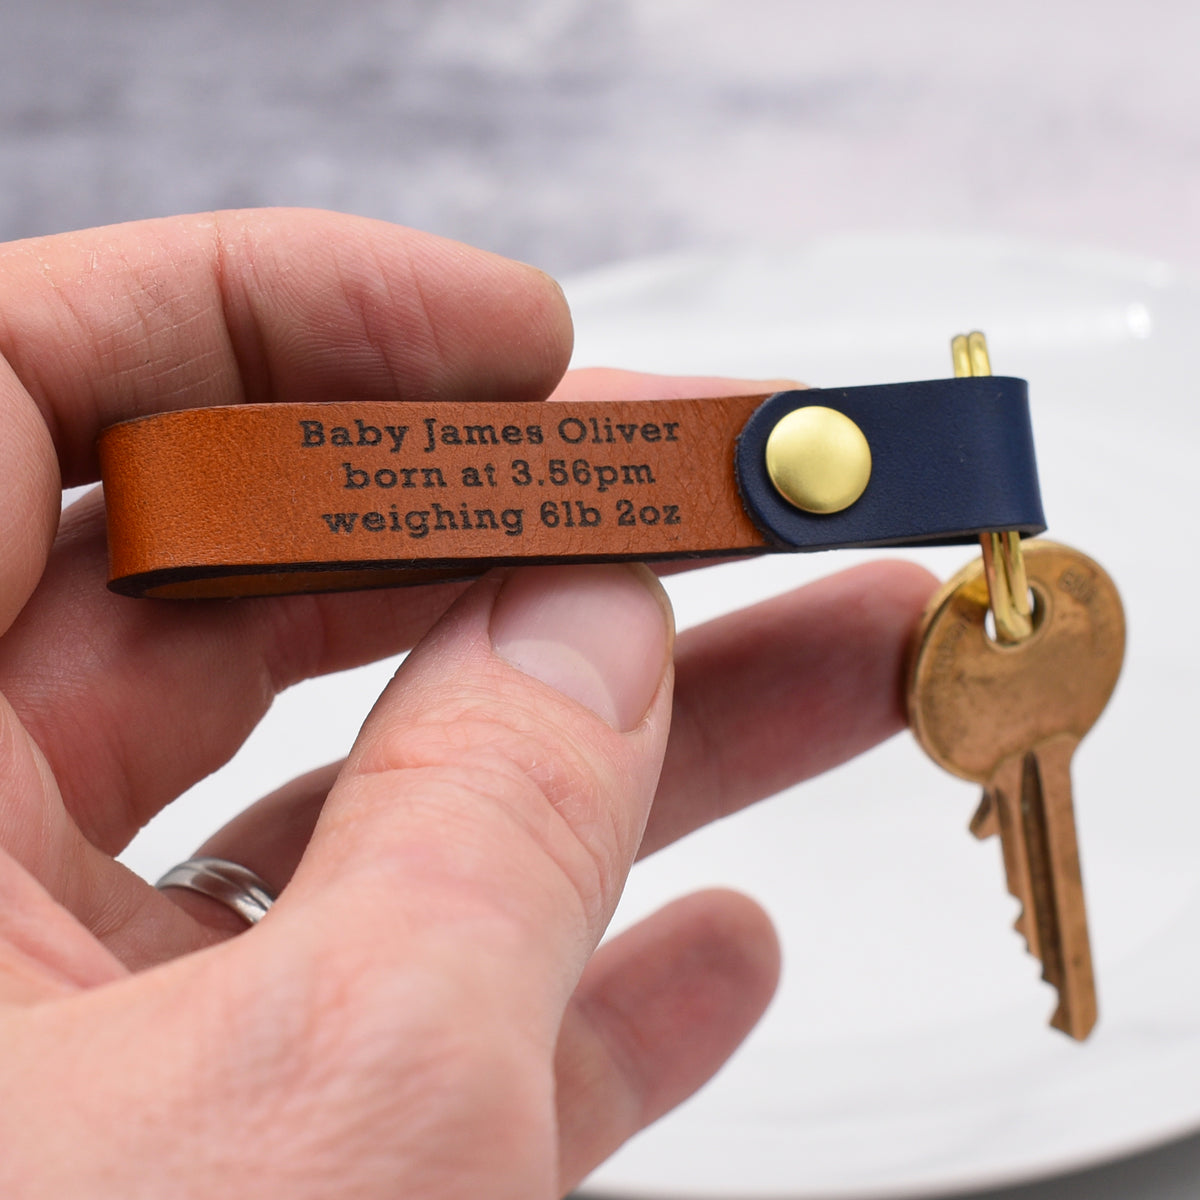 Baby James Oliver
born at 3.56pm
weighing 6lb 2oz